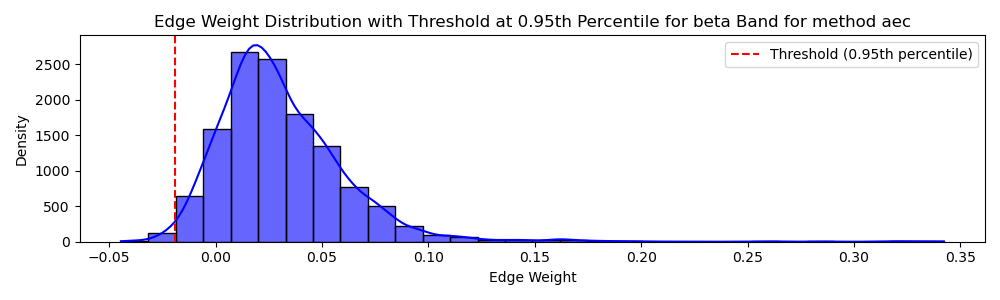 Edge Weight Distribution with Threshold at 0.95th Percentile for beta Band for method aec
Threshold (0.95th percentile)
Density
2500
2000
1500
1000
500
0
−0.05 0.00 0.05 0.10 0.15 0.20 0.25 0.30 0.35
Edge Weight